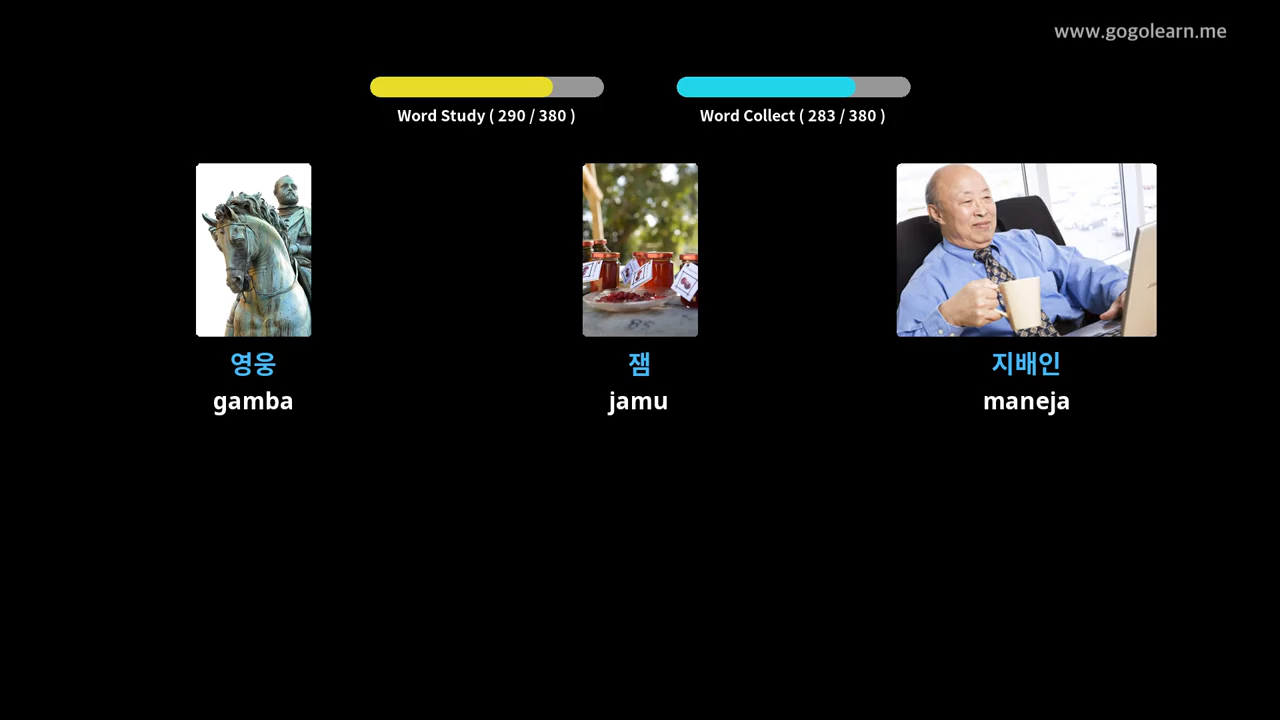 www.gogolearn.me
Word Study ( 290 / 380 )
Word Collect ( 283 / 380 )
영웅
gamba
잼
jamu
지배인
maneja